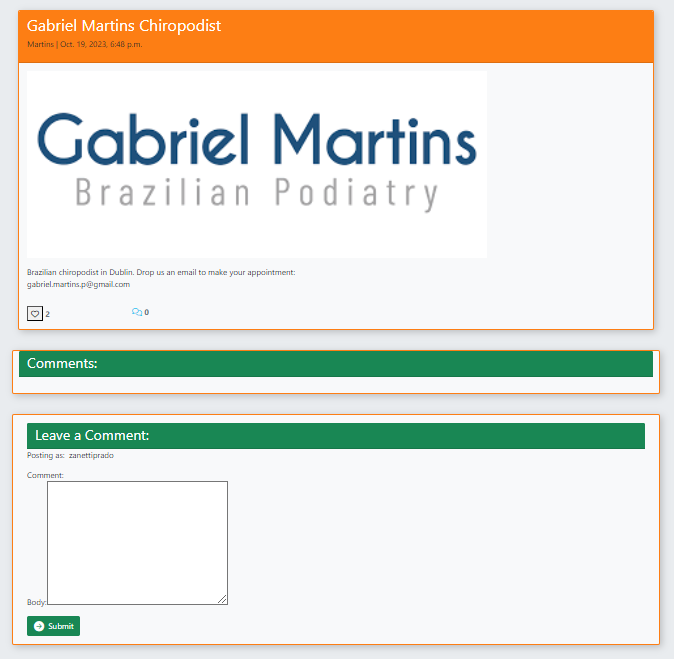 Gabriel Martins Chiropodist
Martins | Oct. 19, 2023, 6:48 p.m.
Gabriel Martins
Brazilian Podiatry
Brazilian chiropodist in Dublin. Drop us an email to make your appointment:
gabriel.martins.p@gmail.com
2 0
Comments:
Leave a Comment:
Posting as: zanettiprado
Comment:
Body:
Submit